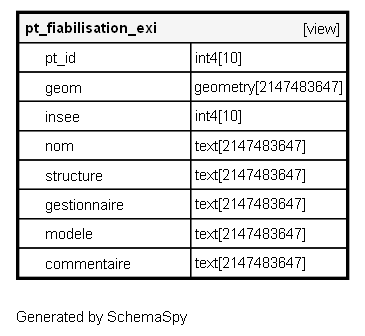 pt_fiabilisation_exi [view]
pt_id int4[10]
geom geometry[2147483647]
insee int4[10]
nom text[2147483647]
structure text[2147483647]
gestionnaire text[2147483647]
modele text[2147483647]
commentaire text[2147483647]
Generated by SchemaSpy